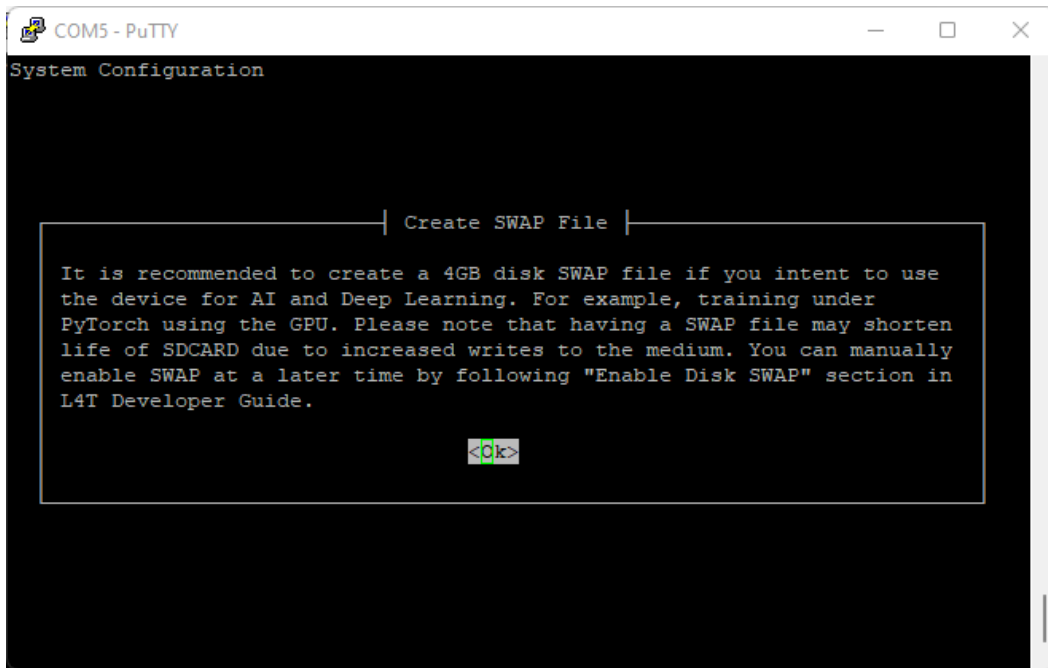 COM5 - PuTTY
System Configuration
Create SWAP File
It is recommended to create a 4GB disk SWAP file if you intent to use
the device for AI and Deep Learning. For example, training under
PyTorch using the GPU. Please note that having a SWAP file may shorten
life of SDCARD due to increased writes to the medium. You can manually
enable SWAP at a later time by following "Enable Disk SWAP" section in
L4T Developer Guide.
<Ok>